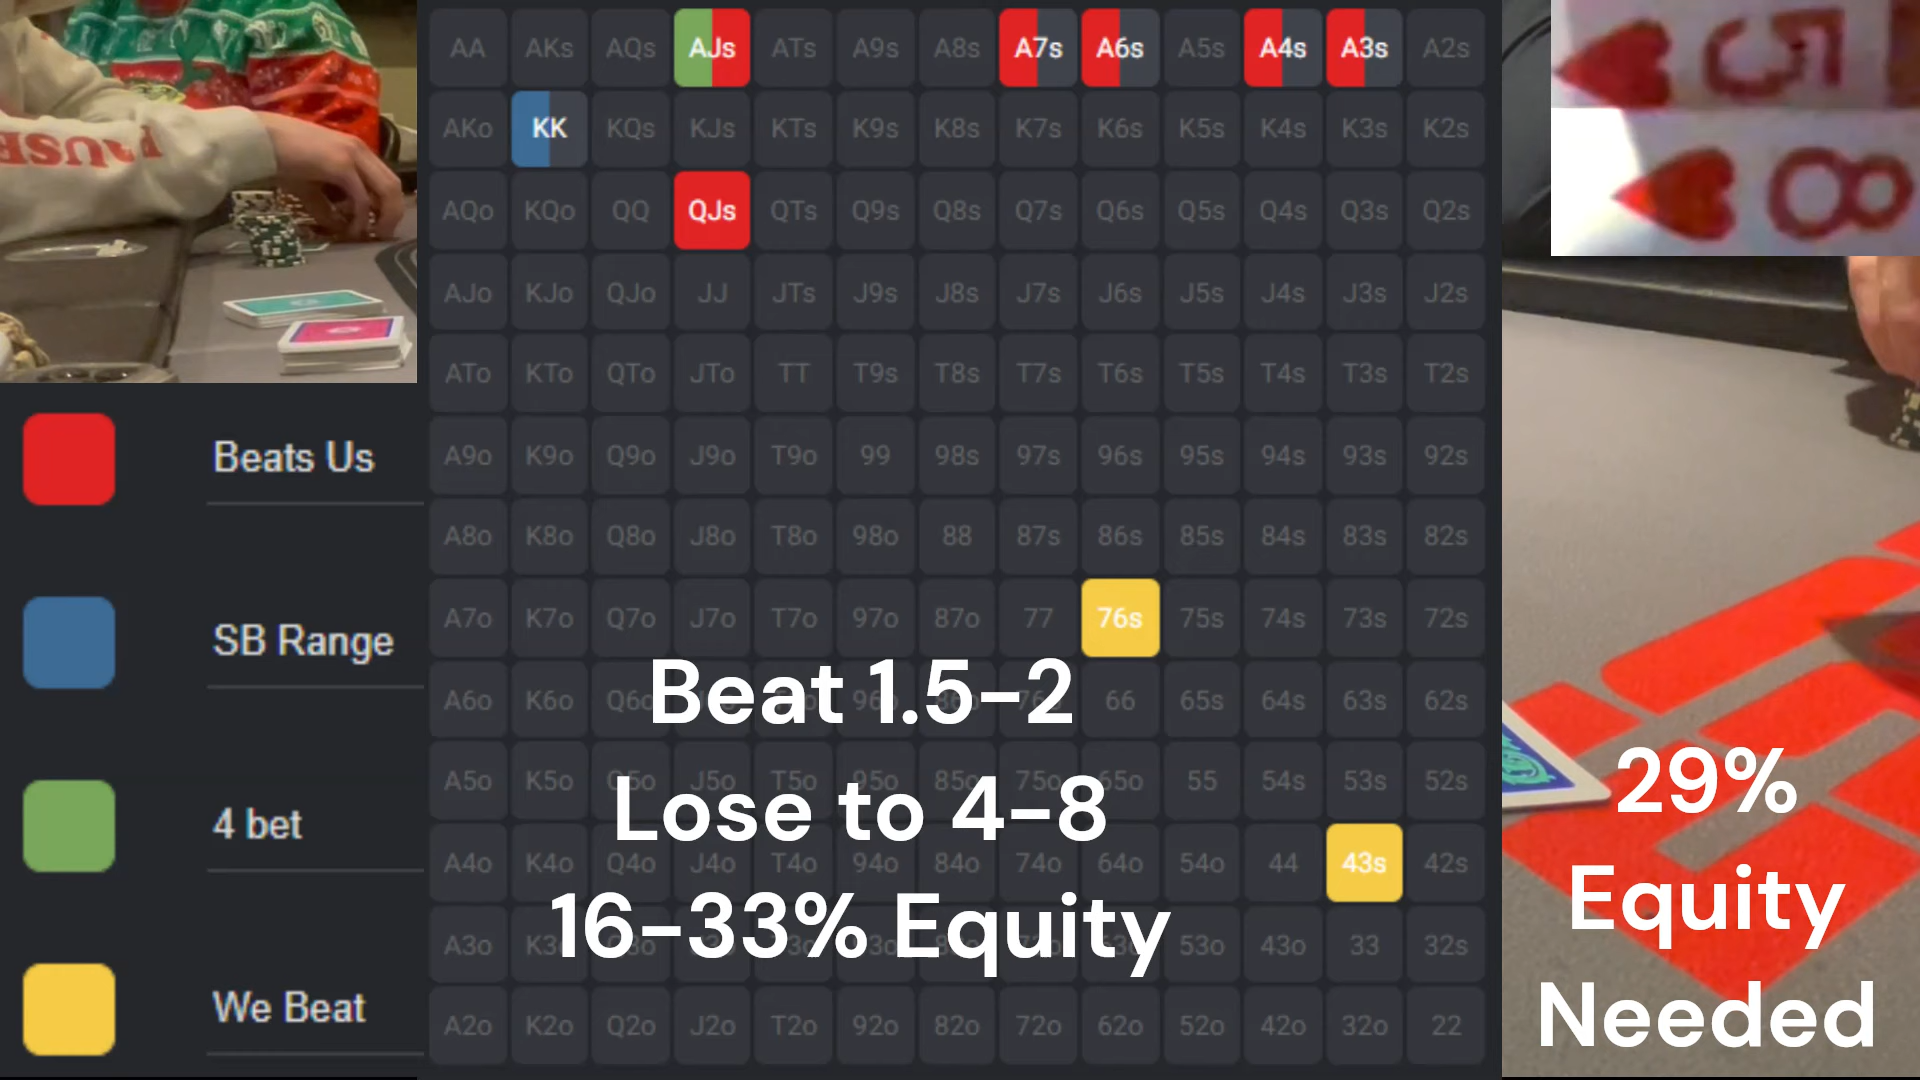 AA AKs AQs AJs ATs A9s A8s A7s A6s A5s A4s A3s A2s
AKo KK KQs KJs KTs K9s K8s K7s K6s K5s K4s K3s K2s
AQo KQo QQ QJs QTs Q9s Q8s Q7s Q6s Q5s Q4s Q3s Q2s
AJo KJo QJo JJ JTs J9s J8s J7s J6s J5s J4s J3s J2s
ATo KTo QTo JTo TT T9s T8s T7s T6s T5s T4s T3s T2s
A9o K9o Q9o J9o T9o 99 98s 97s 96s 95s 94s 93s 92s
A8o K8o Q8o J8o T8o 98o 88 87s 86s 85s 84s 83s 82s
A7o K7o Q7o J7o T7o 97o 87o 77 76s 75s 74s 73s 72s
A6o K6o 66 65s 64s 63s 62s
A5o K5o 55 54s 53s 52s
A4o K4o Q4o J4o T4o 94o 84o 74o 64o 54o 44 43s 42s
A3o 53o 43o 33 32s
A2o K2o Q2o J2o T2o 92o 82o 72o 62o 52o 42o 32o 22
5
8
Beats Us
SB Range
4 bet
We Beat
Beat 1.5-2
Lose to 4-8
16-33% Equity
29%
Equity
Needed